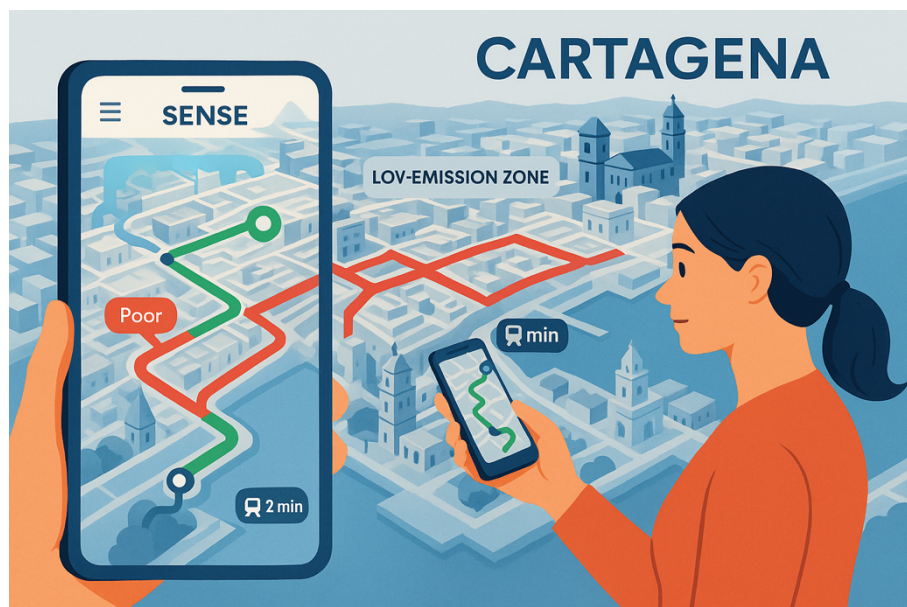 CARTAGENA
SENSE
LOV-EMISSION ZONE
Poor
min
2 min